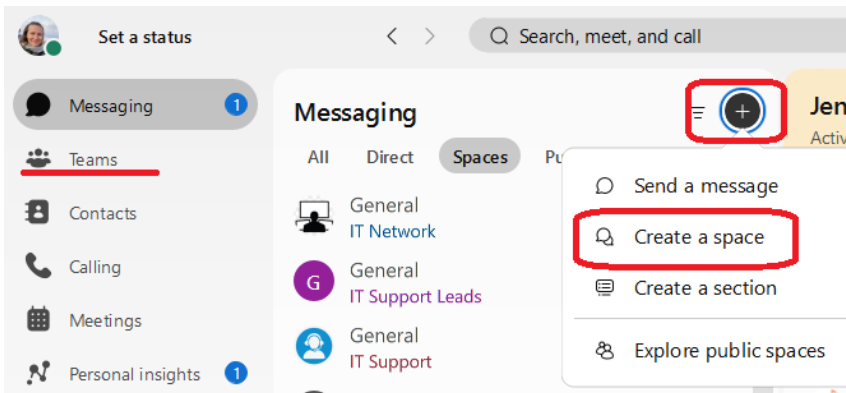 Set a status
Search, meet, and call
Messaging 1
Teams
Contacts
Calling
Meetings
Personal insights 1
Messaging
All Direct Spaces Pu
General
IT Network
G
General
IT Support Leads
General
IT Support
Jen
Activ
Send a message
Create a space
Create a section
Explore public spaces